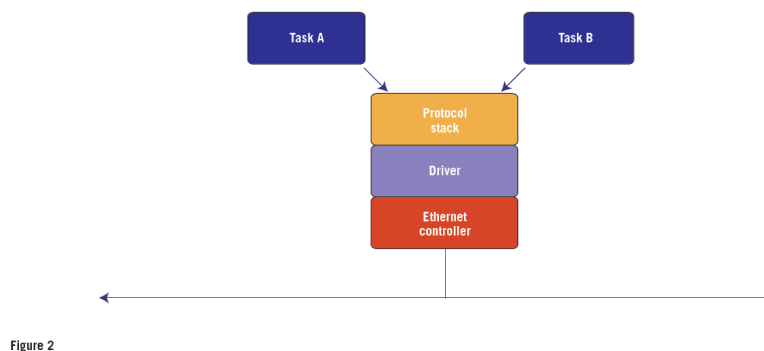 Task A
Task B
Protocol
stack
Driver
Ethernet
controller
Figure 2